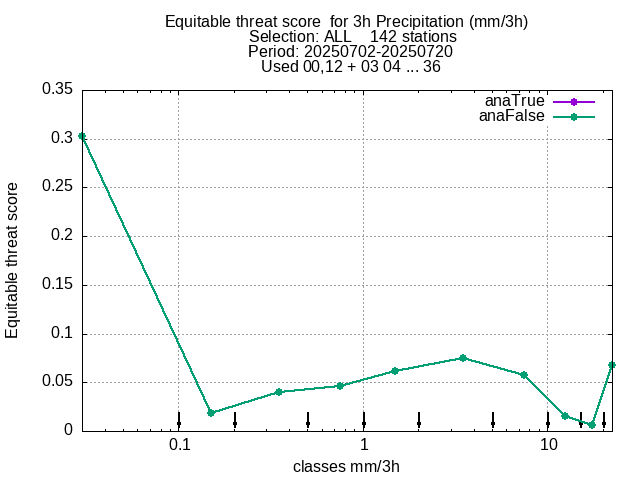 Equitable threat score  for 3h Precipitation (mm/3h)
Selection: ALL    142 stations
Period: 20250702-20250720
Used 00,12 + 03 04 ... 36
anaTrue
anaFalse
0.35
0.3
0.25
0.2
0.15
0.1
0.05
0
Equitable threat score
0.1
1
10
classes mm/3h